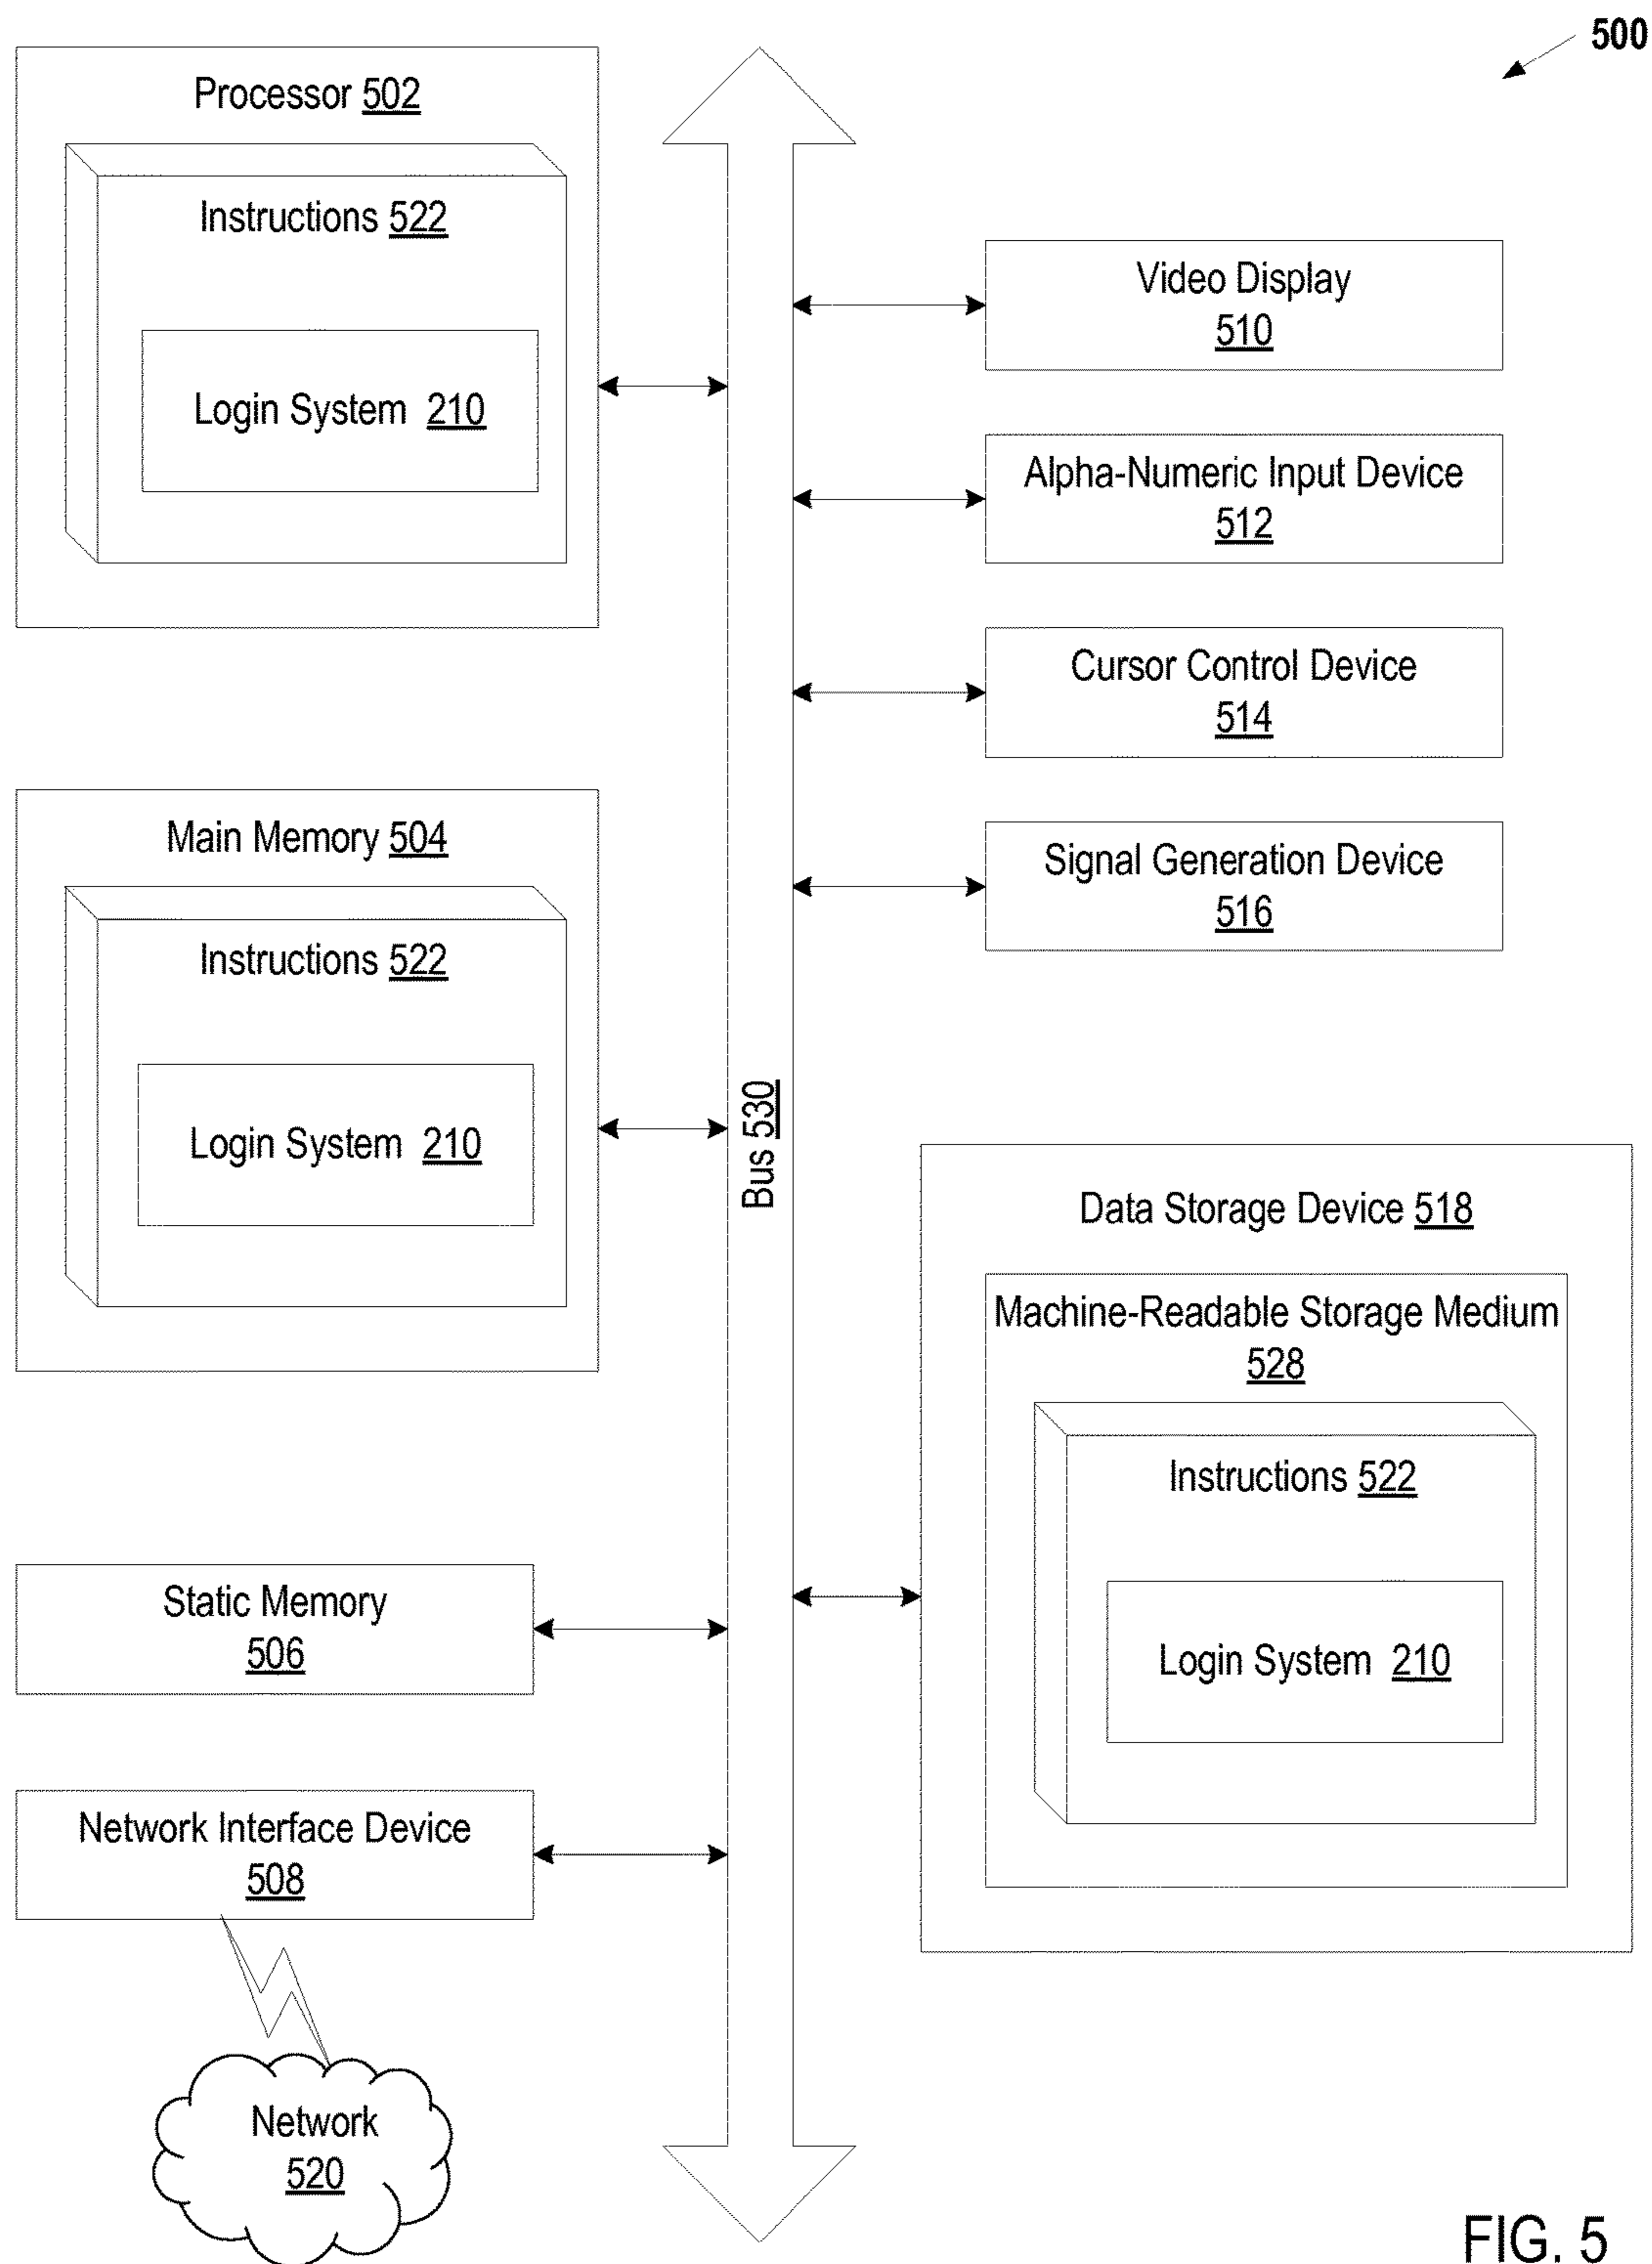 500
Processor 502
Instructions 522
Login System 210
Main Memory 504
Instructions 522
Login System 210
Static Memory
506
Network Interface Device
508
Network
520
Bus 530
Video Display
510
Alpha-Numeric Input Device
512
Cursor Control Device
514
Signal Generation Device
516
Data Storage Device 518
Machine-Readable Storage Medium
528
Instructions 522
Login System 210
FIG. 5